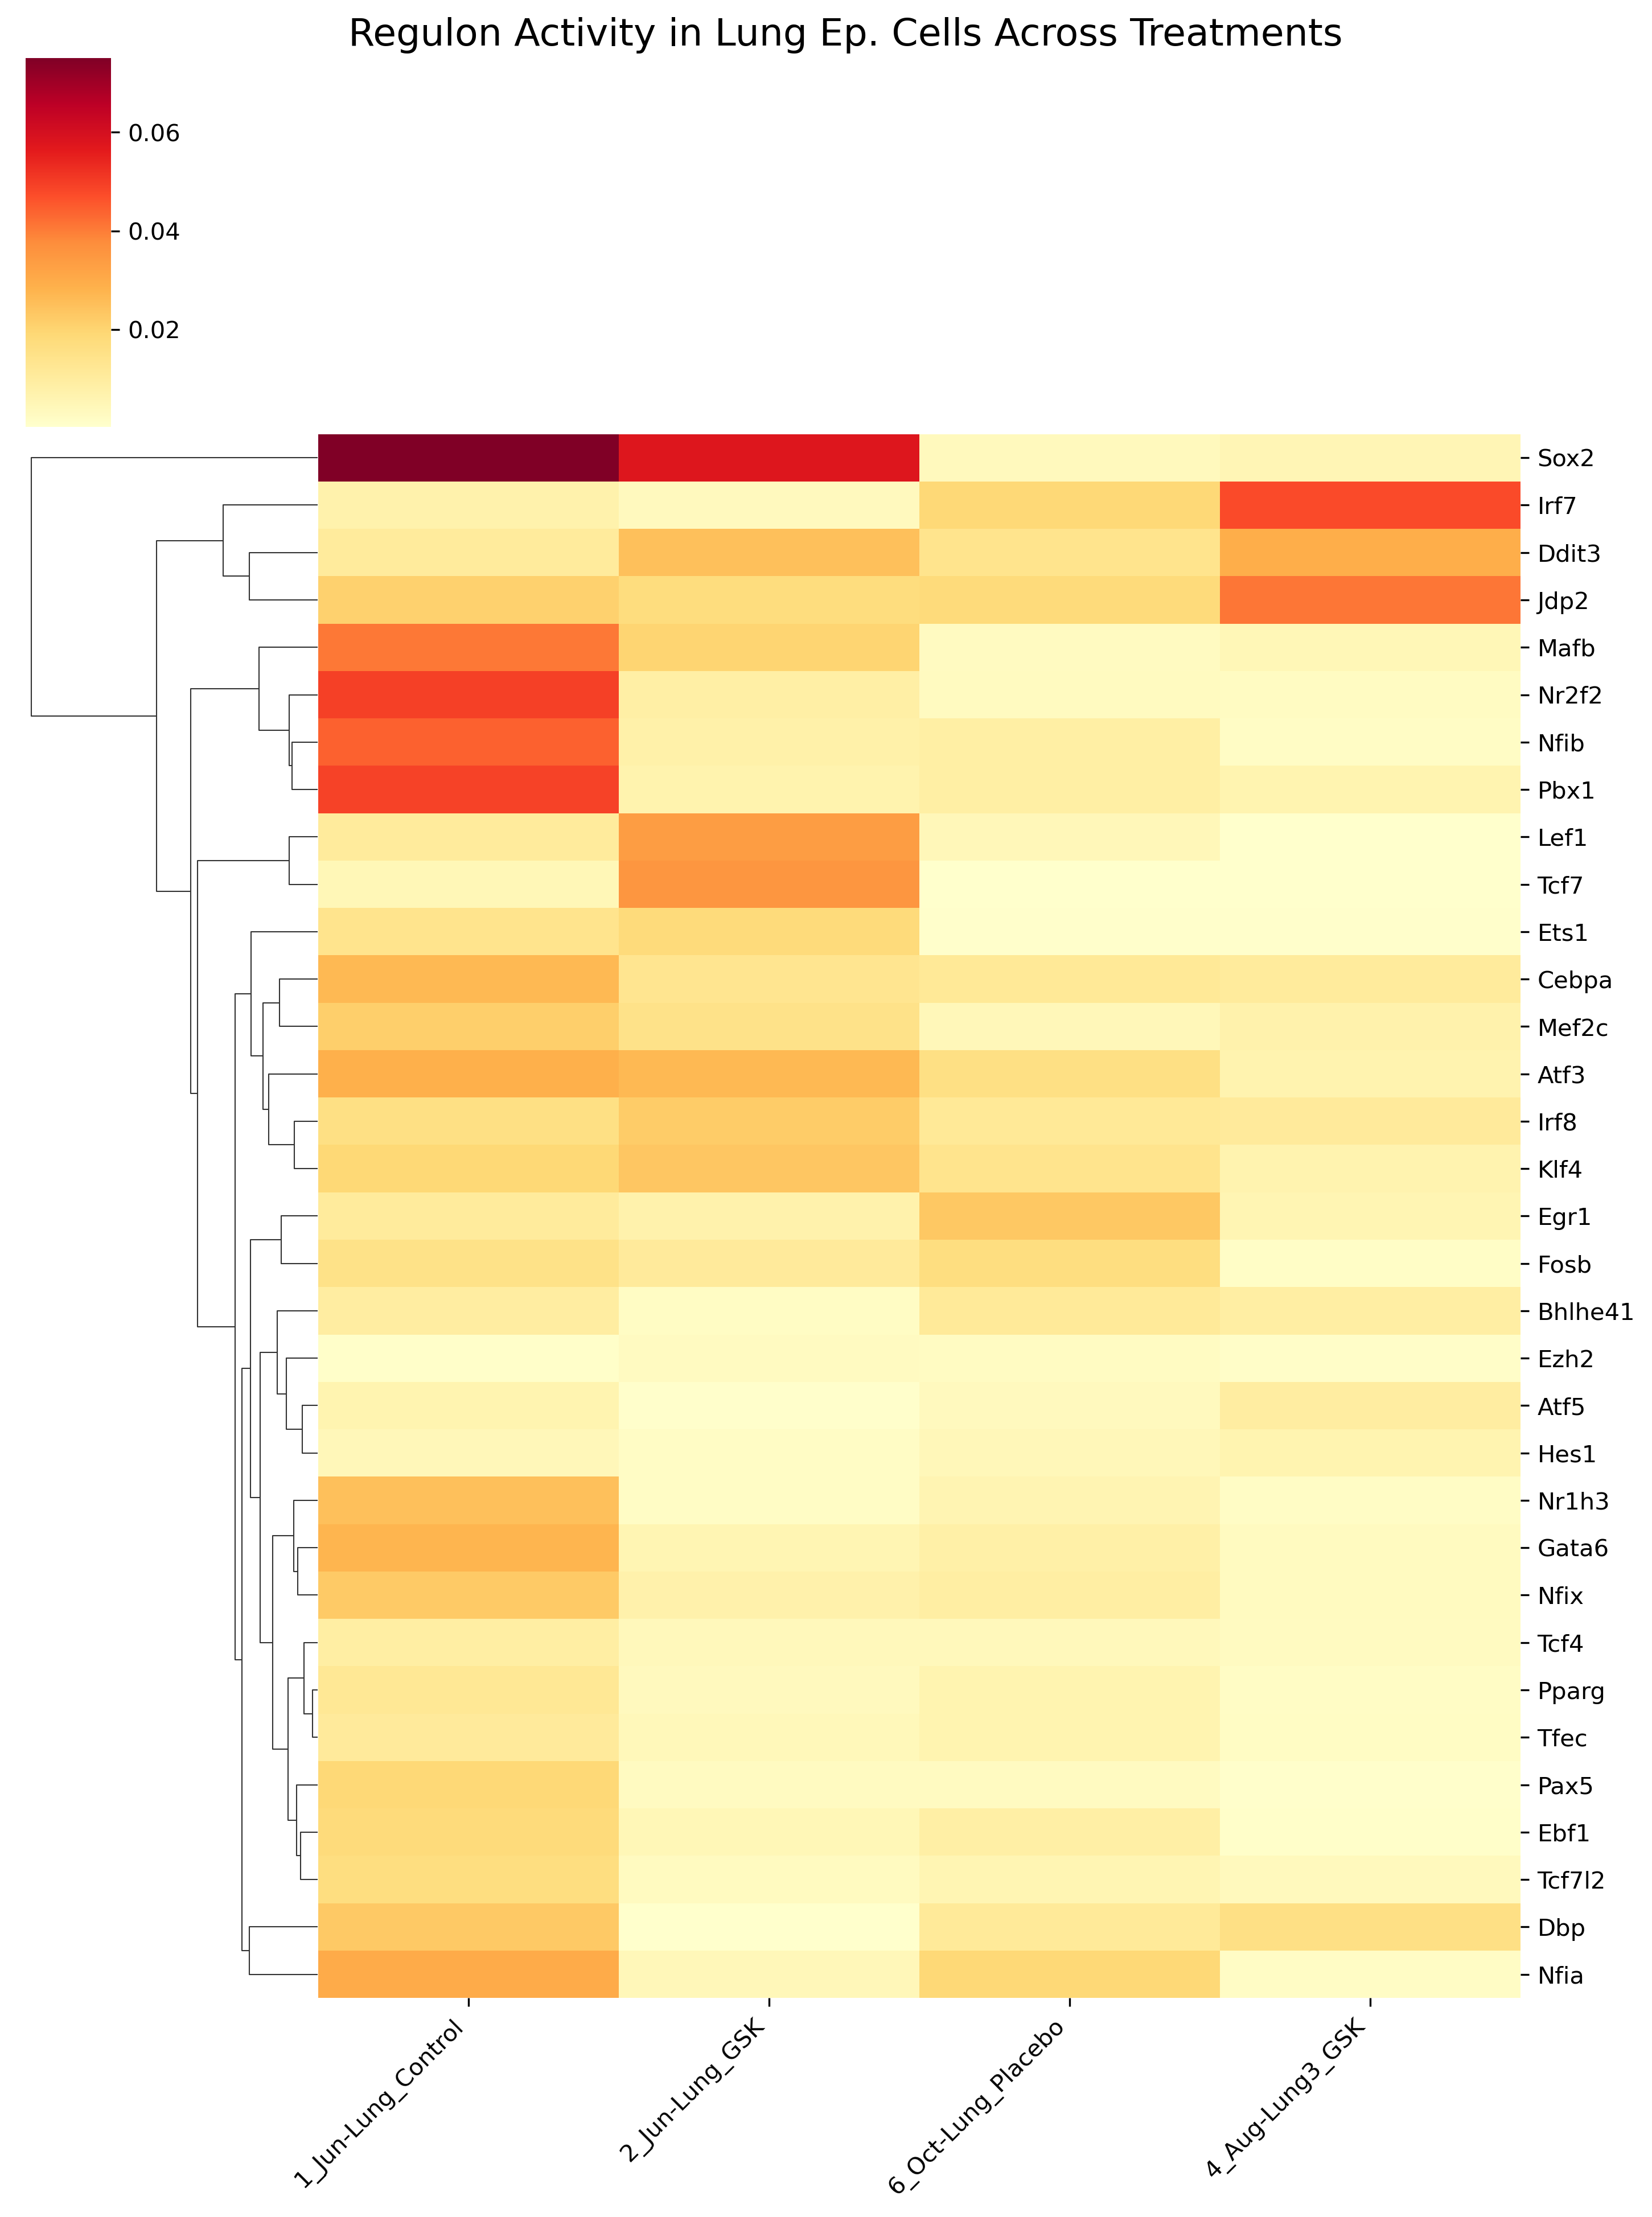 Regulon Activity in Lung Ep. Cells Across Treatments
0.06
0.04
0.02
Sox2
Irf7
Ddit3
Jdp2
Mafb
Nr2f2
Nfib
Pbx1
Lef1
Tcf7
Ets1
Cebpa
Mef2c
Atf3
Irf8
Klf4
Egr1
Fosb
Bhlhe41
Ezh2
Atf5
Hes1
Nr1h3
Gata6
Nfix
Tcf4
Pparg
Tfec
Pax5
Ebf1
Tcf7l2
Dbp
Nfia
1_Jun-Lung_Control
2_Jun-Lung_GSK
6_Oct-Lung_Placebo
4_Aug-Lung3_GSK